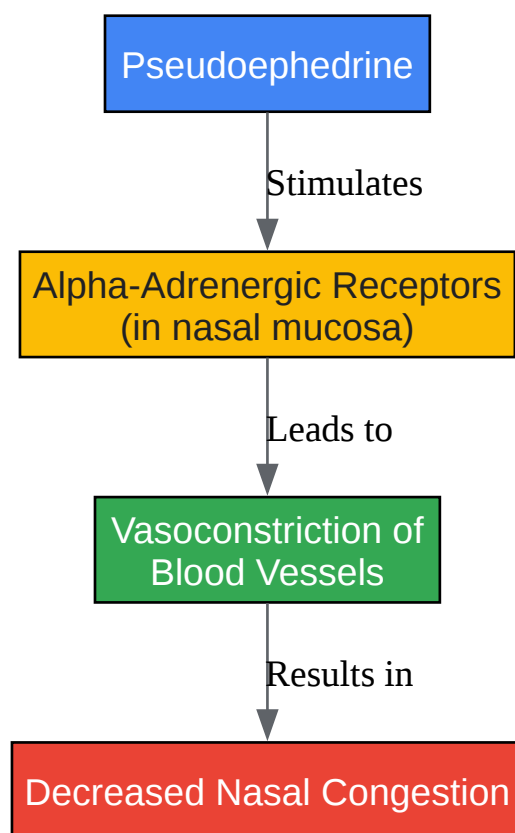 Pseudoephedrine
Stimulates
Alpha-Adrenergic Receptors
(in nasal mucosa)
Leads to
Vasoconstriction of
Blood Vessels
Results in
Decreased Nasal Congestion